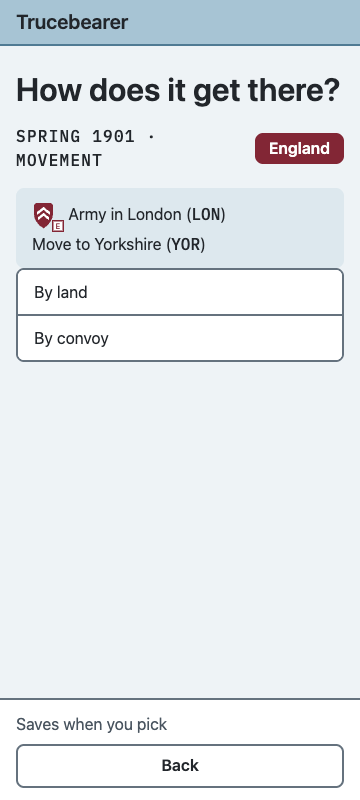 Trucebearer
How does it get there?
SPRING 1901 ·
MOVEMENT
England
E
Army in London (LON)
Move to Yorkshire (YOR)
By land
By convoy
Saves when you pick
Back